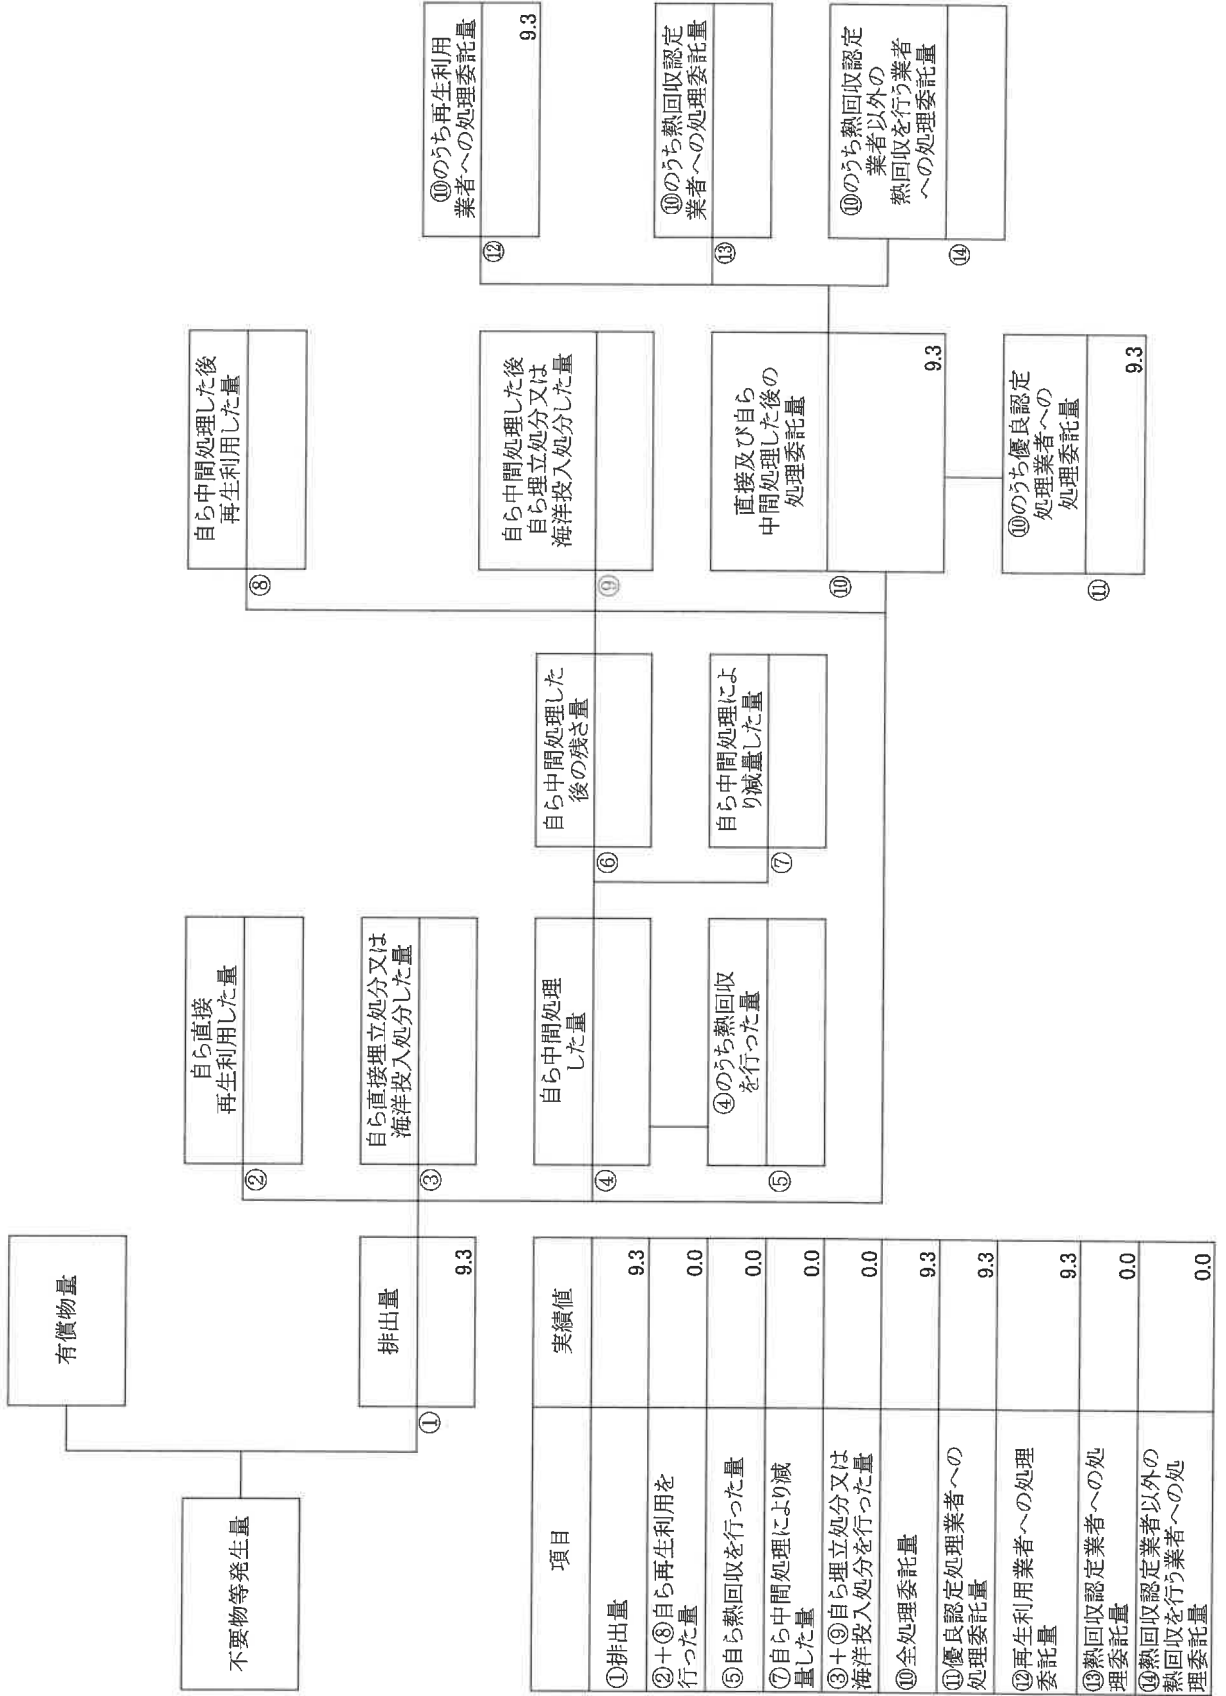 有償物量
不要物等発生量
排出量
①
9.3
自ら直接
再生利用した量
②
自ら直接埋立処分又は
海洋投入処分した量
③
自ら中間処理
した量
④
④のうち熱回収
を行った量
⑤
自ら中間処理した
後の残さ量
⑥
自ら中間処理によ
り減量した量
⑦
自ら中間処理した後
再生利用した量
⑧
自ら中間処理した後
自ら埋立処分又は
海洋投入処分した量
⑨
直接及び自ら
中間処理した後の
処理委託量
⑩
9.3
⑩のうち優良認定
処理業者への
処理委託量
⑪
9.3
⑩のうち再生利用
業者への処理委託量
⑫
9.3
⑩のうち熱回収認定
業者への処理委託量
⑬
⑩のうち熱回収認定
業者以外の
熱回収を行う業者
への処理委託量
⑭
項目 実績値
①排出量 9.3
②+⑧自ら再生利用を
行った量 0.0
⑤自ら熱回収を行った量 0.0
⑦自ら中間処理により減
量した量 0.0
③+⑨自ら埋立処分又は
海洋投入処分を行った量 0.0
⑩全処理委託量 9.3
⑪優良認定処理業者への
処理委託量 9.3
⑫再生利用業者への処理
委託量 9.3
⑬熱回収認定業者への処
理委託量 0.0
⑭熱回収認定業者以外の
熱回収を行う業者への処
理委託量 0.0